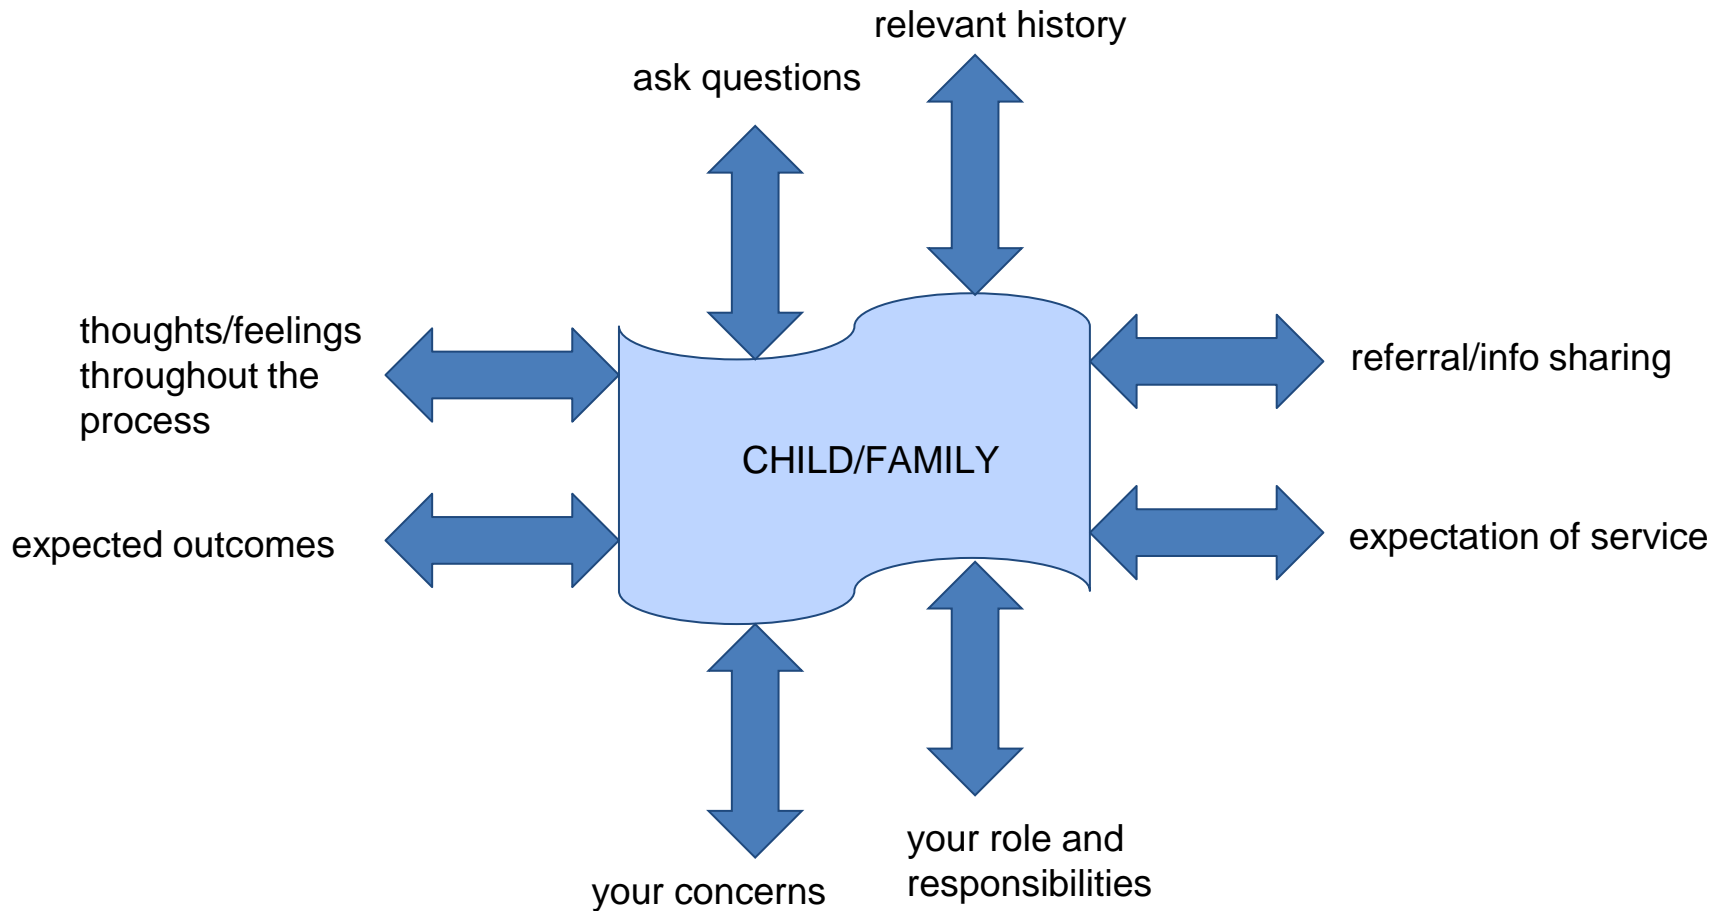 relevant history
ask questions
thoughts/feelings
throughout the
process
referral/info sharing
CHILD/FAMILY
expected outcomes
expectation of service
your role and
responsibilities
your concerns